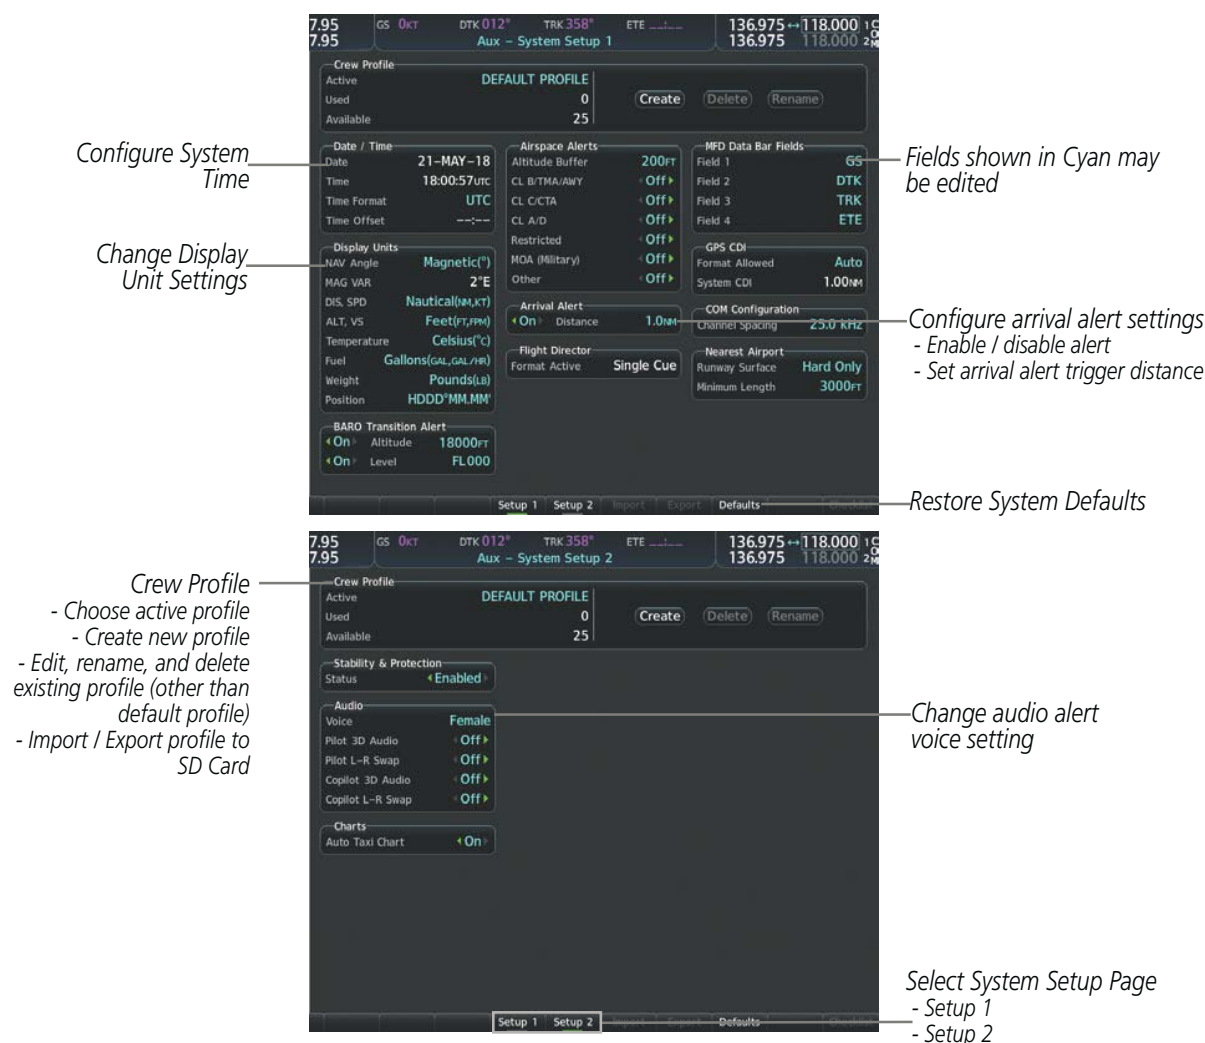 7.95 GS 0KT DTK 012° TRK 358° ETE __:__ 136.975 ↔ 118.000 1
7.95 Aux – System Setup 1 136.975 118.000 2
Crew Profile
Active DEFAULT PROFILE
Used 0 Create Delete Rename
Available 25
Configure System
Time
Date / Time
Date 21–MAY–18
Time 18:00:57UTC
Time Format UTC
Time Offset --:--
Change Display
Unit Settings
Display Units
NAV Angle Magnetic(°)
MAG VAR 2°E
DIS, SPD Nautical(NM,KT)
ALT, VS Feet(FT,FPM)
Temperature Celsius(°C)
Fuel Gallons(GAL,GAL/HR)
Weight Pounds(LB)
Position HDDD°MM.MM'
BARO Transition Alert
On Altitude 18000FT
On Level FL000
Airspace Alerts
Altitude Buffer 200FT
CL B/TMA/AWY Off
CL C/CTA Off
CL A/D Off
Restricted Off
MOA (Military) Off
Other Off
Arrival Alert
On Distance 1.0NM
Flight Director
Format Active Single Cue
MFD Data Bar Fields
Field 1 GS
Field 2 DTK
Field 3 TRK
Field 4 ETE
GPS CDI
Format Allowed Auto
System CDI 1.00NM
COM Configuration
Channel Spacing 25.0 kHz
Nearest Airport
Runway Surface Hard Only
Minimum Length 3000FT
Fields shown in Cyan may
be edited
Configure arrival alert settings
- Enable / disable alert
- Set arrival alert trigger distance
Setup 1 Setup 2 Import Export Defaults Checklist
Restore System Defaults
7.95 GS 0KT DTK 012° TRK 358° ETE __:__ 136.975 ↔ 118.000 1
7.95 Aux – System Setup 2 136.975 118.000 2
Crew Profile
- Choose active profile
- Create new profile
- Edit, rename, and delete
existing profile (other than
default profile)
- Import / Export profile to
SD Card
Crew Profile
Active DEFAULT PROFILE
Used 0 Create Delete Rename
Available 25
Stability & Protection
Status Enabled
Audio
Voice Female
Pilot 3D Audio Off
Pilot L–R Swap Off
Copilot 3D Audio Off
Copilot L–R Swap Off
Charts
Auto Taxi Chart On
Change audio alert
voice setting
Setup 1 Setup 2 Import Export Defaults Checklist
Select System Setup Page
- Setup 1
- Setup 2